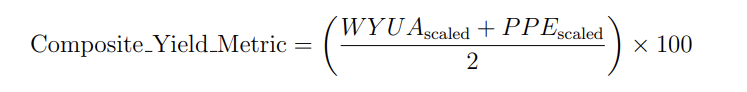 Composite_Yield_Metric = ( (WYUA_scaled + PPE_scaled) / 2 ) × 100